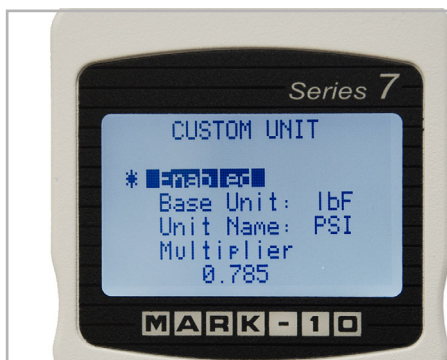 Series 7
CUSTOM UNIT
* Enabled
Base Unit: lbF
Unit Name: PSI
Multiplier
0.785
MARK-10